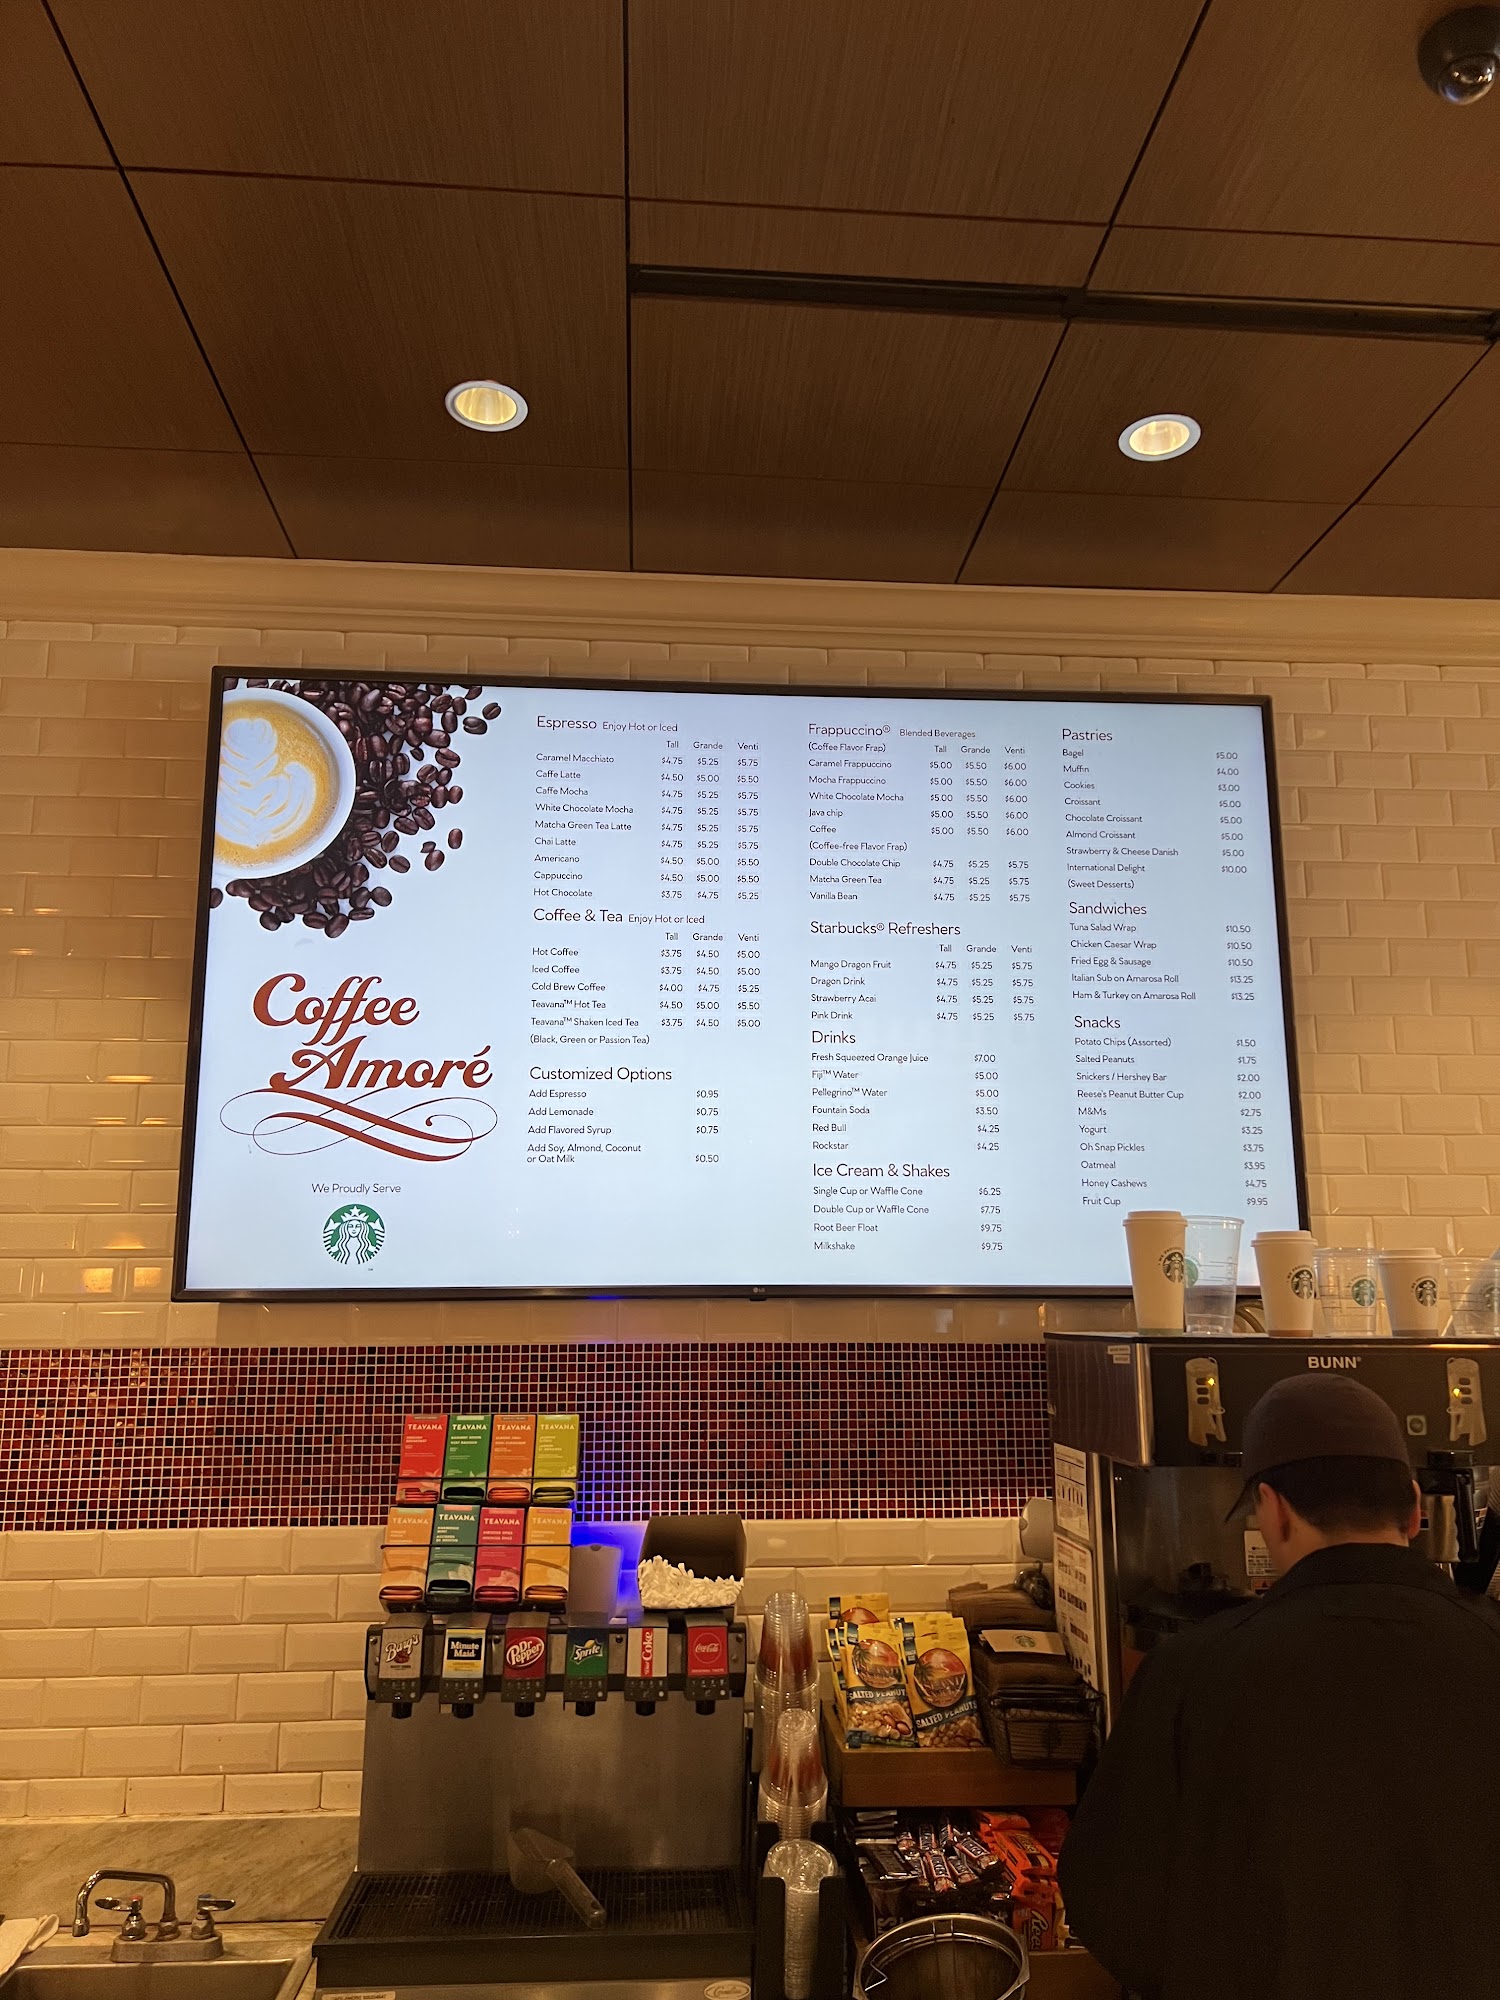 Coffee
Amoré
We Proudly Serve
Espresso Enjoy Hot or Iced
Tall Grande Venti
Caramel Macchiato $4.75 $5.25 $5.75
Caffe Latte $4.50 $5.00 $5.50
Caffe Mocha $4.75 $5.25 $5.75
White Chocolate Mocha $4.75 $5.25 $5.75
Matcha Green Tea Latte $4.75 $5.25 $5.75
Chai Latte $4.75 $5.25 $5.75
Americano $4.50 $5.00 $5.50
Cappuccino $4.50 $5.00 $5.50
Hot Chocolate $3.75 $4.75 $5.25
Coffee & Tea Enjoy Hot or Iced
Tall Grande Venti
Hot Coffee $3.75 $4.50 $5.00
Iced Coffee $3.75 $4.50 $5.00
Cold Brew Coffee $4.00 $4.75 $5.25
Teavana™ Hot Tea $4.50 $5.00 $5.50
Teavana™ Shaken Iced Tea $3.75 $4.50 $5.00
(Black, Green or Passion Tea)
Customized Options
Add Espresso $0.95
Add Lemonade $0.75
Add Flavored Syrup $0.75
Add Soy, Almond, Coconut
or Oat Milk $0.50
Frappuccino® Blended Beverages
(Coffee Flavor Frap) Tall Grande Venti
Caramel Frappuccino $5.00 $5.50 $6.00
Mocha Frappuccino $5.00 $5.50 $6.00
White Chocolate Mocha $5.00 $5.50 $6.00
Java chip $5.00 $5.50 $6.00
Coffee $5.00 $5.50 $6.00
(Coffee-free Flavor Frap)
Double Chocolate Chip $4.75 $5.25 $5.75
Matcha Green Tea $4.75 $5.25 $5.75
Vanilla Bean $4.75 $5.25 $5.75
Starbucks® Refreshers
Tall Grande Venti
Mango Dragon Fruit $4.75 $5.25 $5.75
Dragon Drink $4.75 $5.25 $5.75
Strawberry Acai $4.75 $5.25 $5.75
Pink Drink $4.75 $5.25 $5.75
Drinks
Fresh Squeezed Orange Juice $7.00
Fiji™ Water $5.00
Pellegrino™ Water $5.00
Fountain Soda $3.50
Red Bull $4.25
Rockstar $4.25
Ice Cream & Shakes
Single Cup or Waffle Cone $6.25
Double Cup or Waffle Cone $7.75
Root Beer Float $9.75
Milkshake $9.75
Pastries
Bagel $5.00
Muffin $4.00
Cookies $3.00
Croissant $5.00
Chocolate Croissant $5.00
Almond Croissant $5.00
Strawberry & Cheese Danish $5.00
International Delight $10.00
(Sweet Desserts)
Sandwiches
Tuna Salad Wrap $10.50
Chicken Caesar Wrap $10.50
Fried Egg & Sausage $10.50
Italian Sub on Amarosa Roll $13.25
Ham & Turkey on Amarosa Roll $13.25
Snacks
Potato Chips (Assorted) $1.50
Salted Peanuts $1.75
Snickers / Hershey Bar $2.00
Reese's Peanut Butter Cup $2.00
M&Ms $2.75
Yogurt $3.25
Oh Snap Pickles $3.75
Oatmeal $3.95
Honey Cashews $4.75
Fruit Cup $9.95
LG
BUNN®
TEAVANA TEAVANA TEAVANA TEAVANA
TEAVANA TEAVANA TEAVANA TEAVANA
Barq's
Minute
Maid
Dr
Pepper
Sprite
Coke
Coca-Cola
SALTED PEANUTS
SALTED PEANUTS